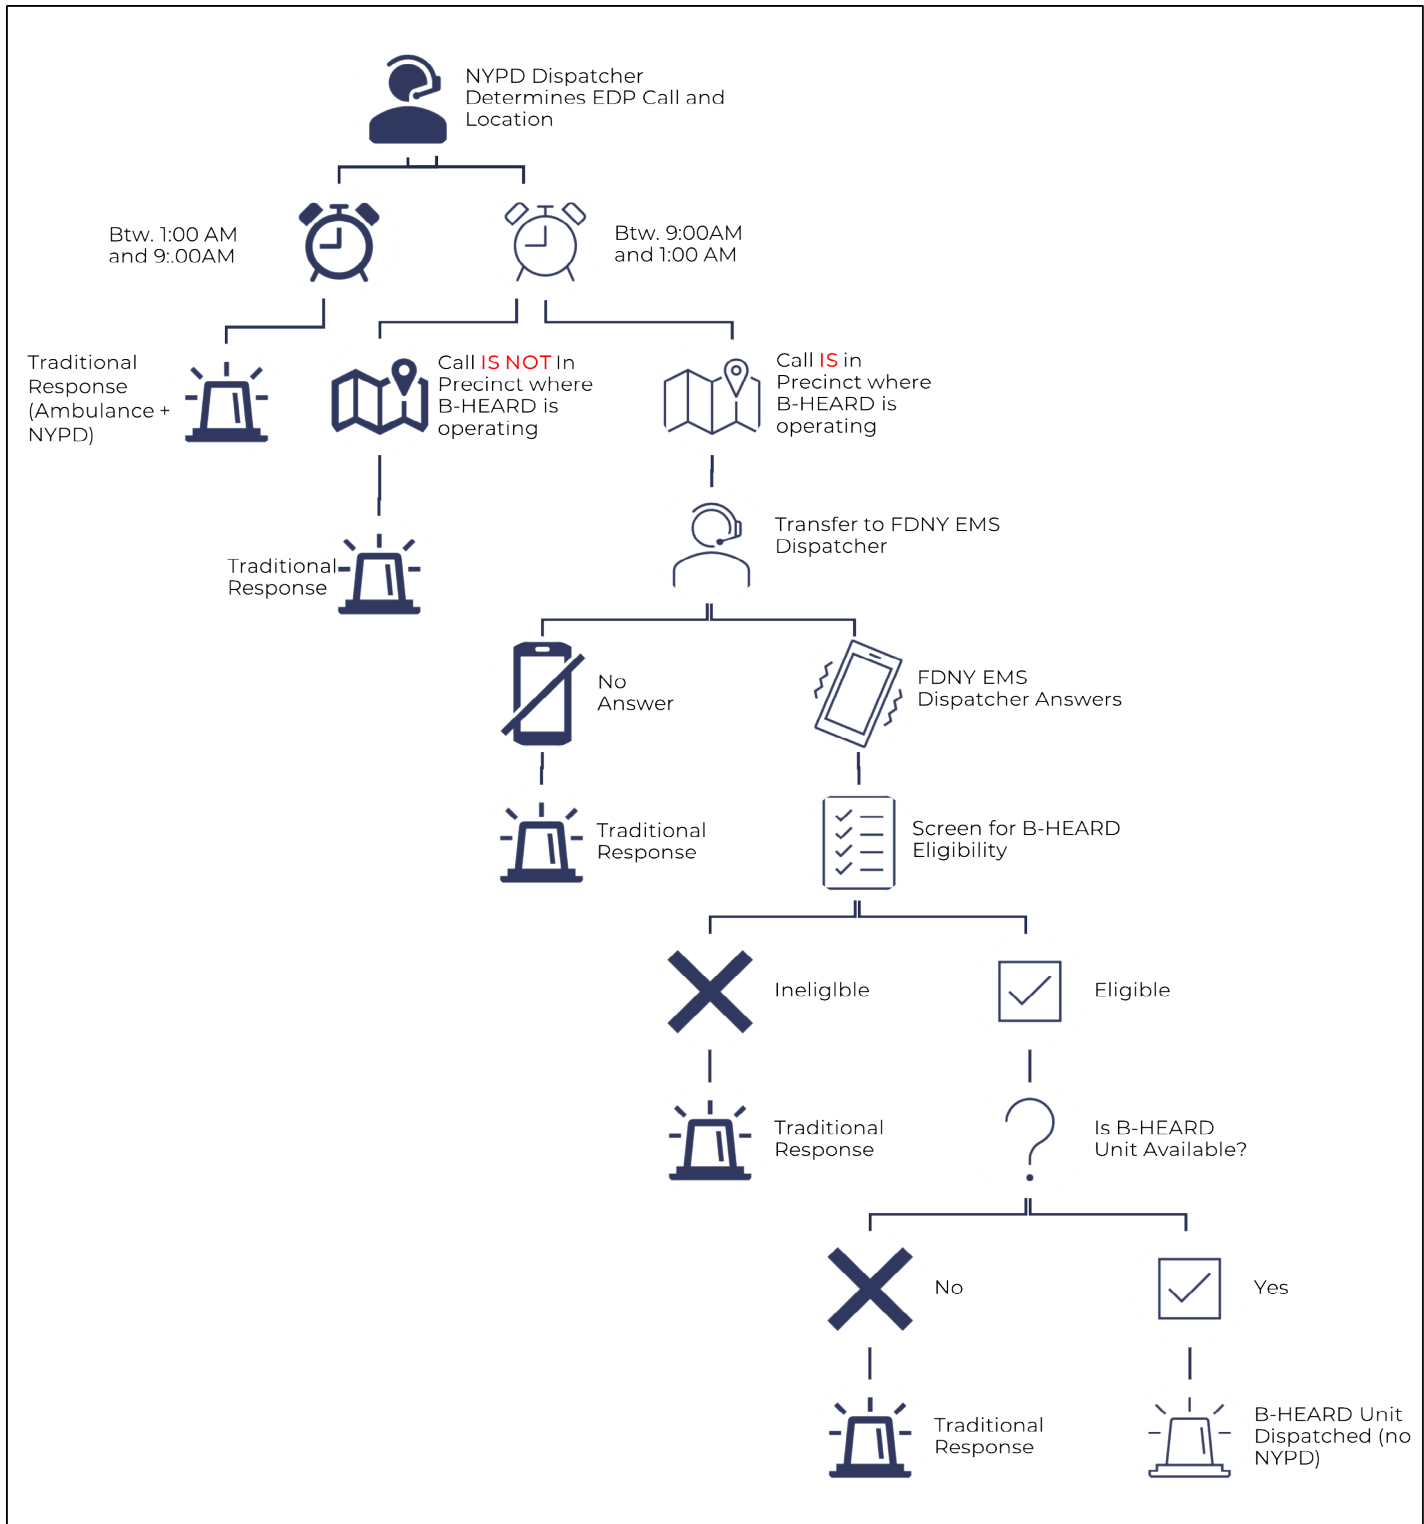 NYPD Dispatcher
Determines EDP Call and
Location
Btw. 1:00 AM
and 9:.00AM
Btw. 9:00AM
and 1:00 AM
Traditional
Response
(Ambulance +
NYPD)
Call IS NOT In
Precinct where
B-HEARD is
operating
Call IS in
Precinct where
B-HEARD is
operating
Traditional
Response
Transfer to FDNY EMS
Dispatcher
No
Answer
FDNY EMS
Dispatcher Answers
Traditional
Response
Screen for B-HEARD
Eligibility
Ineliglble
Eligible
Traditional
Response
Is B-HEARD
Unit Available?
No
Yes
Traditional
Response
B-HEARD Unit
Dispatched (no
NYPD)